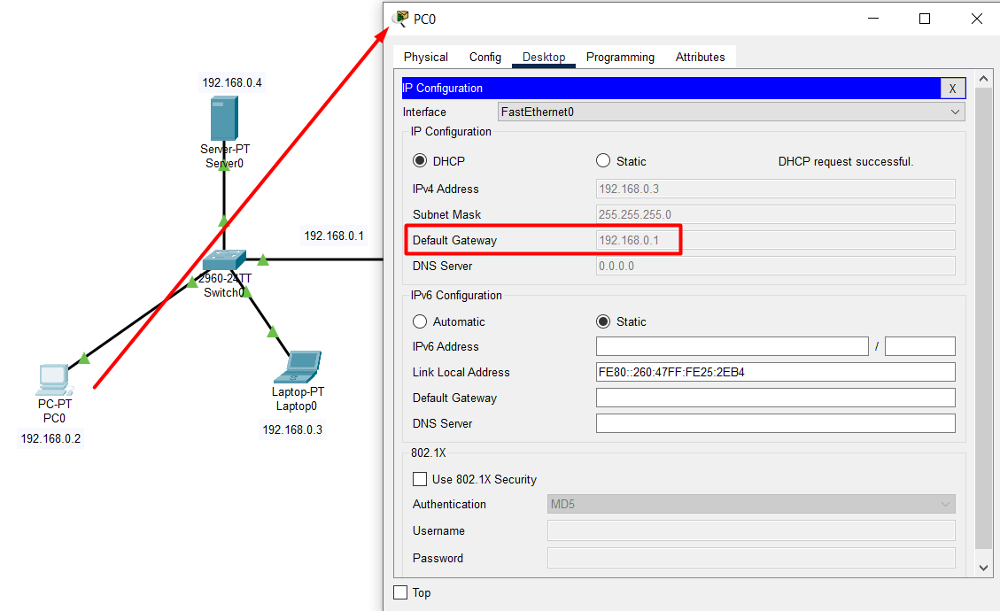 PC0
Physical Config Desktop Programming Attributes
IP Configuration X
Interface FastEthernet0
IP Configuration
DHCP Static DHCP request successful.
IPv4 Address 192.168.0.3
Subnet Mask 255.255.255.0
Default Gateway 192.168.0.1
DNS Server 0.0.0.0
IPv6 Configuration
Automatic Static
IPv6 Address /
Link Local Address FE80::260:47FF:FE25:2EB4
Default Gateway
DNS Server
802.1X
Use 802.1X Security
Authentication MD5
Username
Password
Top
192.168.0.4
Server-PT
Server0
192.168.0.1
2960-24TT
Switch0
PC-PT
PC0
192.168.0.2
Laptop-PT
Laptop0
192.168.0.3